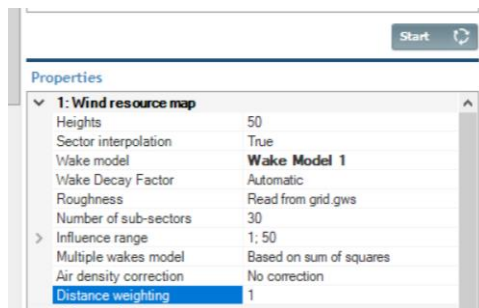 Start
Properties
1: Wind resource map
Heights 50
Sector interpolation True
Wake model Wake Model 1
Wake Decay Factor Automatic
Roughness Read from grid.gws
Number of sub-sectors 30
Influence range 1; 50
Multiple wakes model Based on sum of squares
Air density correction No correction
Distance weighting 1